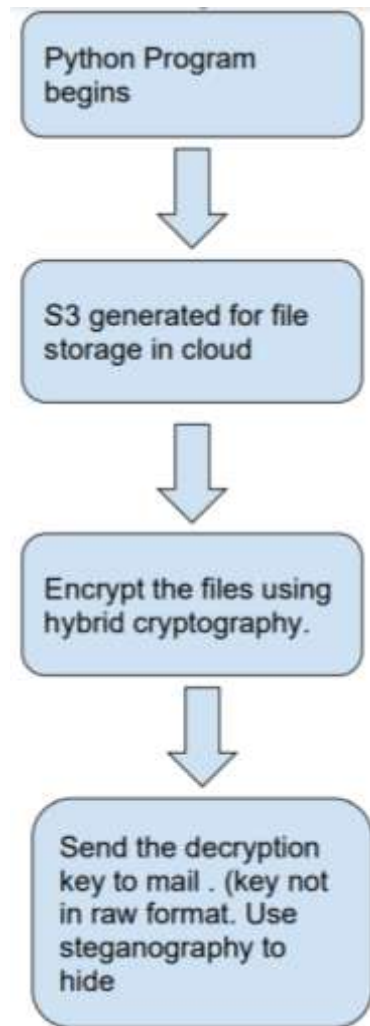 Python Program
begins
S3 generated for file
storage in cloud
Encrypt the files using
hybrid cryptography.
Send the decryption
key to mail . (key not
in raw format. Use
steganography to
hide